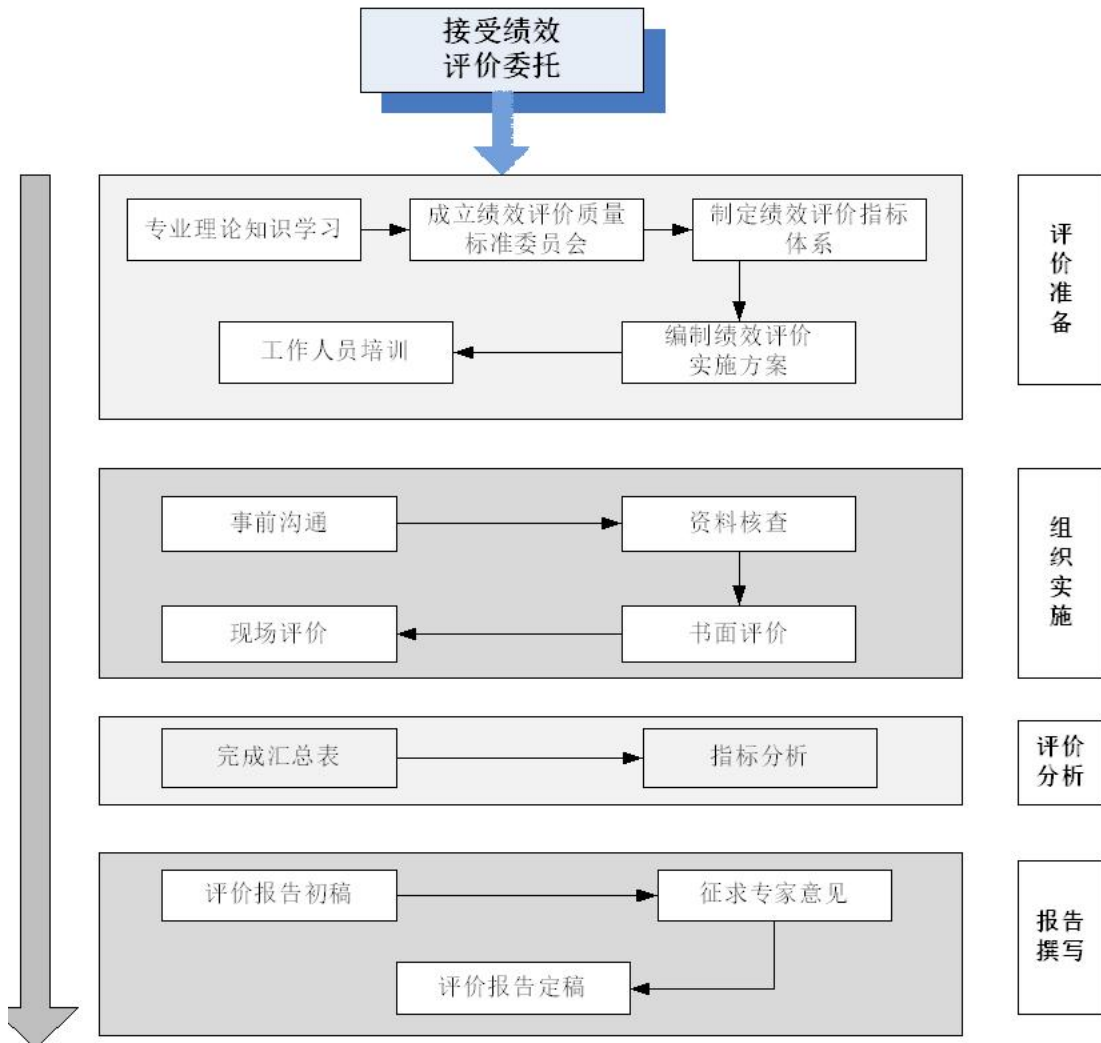 接受绩效
评价委托
专业理论知识学习
成立绩效评价质量
标准委员会
制定绩效评价指标
体系
工作人员培训
编制绩效评价
实施方案
评
价
准
备
事前沟通
资料核查
现场评价
书面评价
组
织
实
施
完成汇总表
指标分析
评价
分析
评价报告初稿
征求专家意见
评价报告定稿
报告
撰写